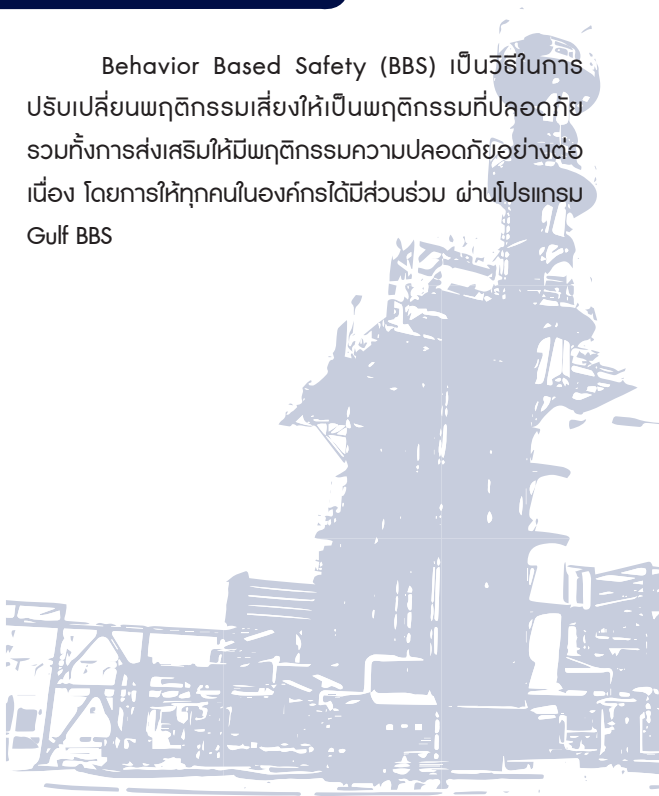 Behavior Based Safety (BBS) เป็นวิธีในการ
ปรับเปลี่ยนพฤติกรรมเสี่ยงให้เป็นพฤติกรรมที่ปลอดภัย
รวมทั้งการส่งเสริมให้มีพฤติกรรมความปลอดภัยอย่างต่อ
เนื่อง โดยการให้ทุกคนในองค์กรได้มีส่วนร่วม ผ่านโปรแกรม
Gulf BBS